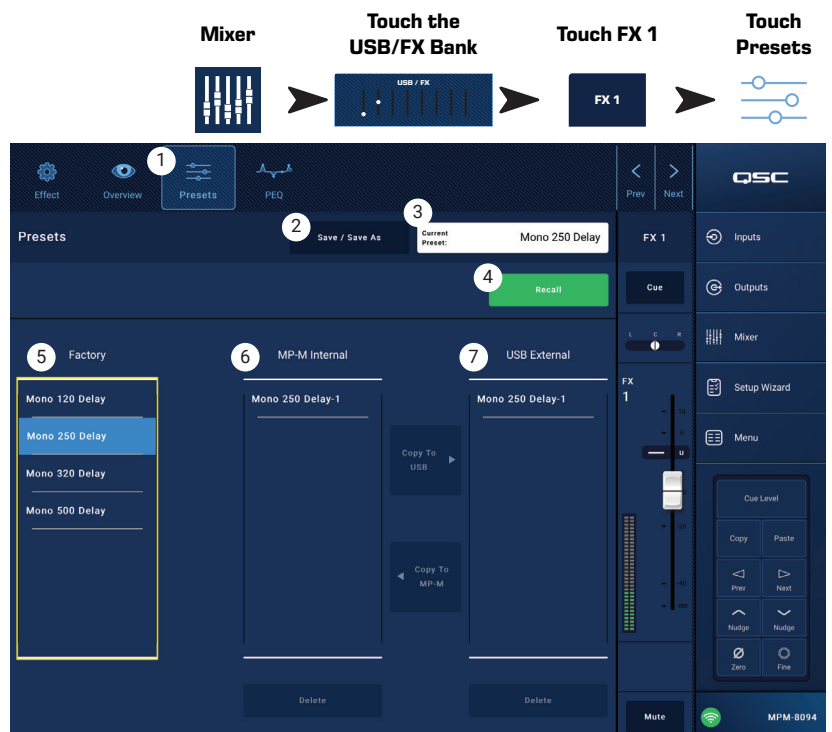 Mixer
Touch the
USB/FX Bank
Touch FX 1
Touch
Presets
USB / FX
FX 1
Effect
Overview
1
Presets
PEQ
Prev
Next
QSC
Presets
2
Save / Save As
3
Current
Preset:
Mono 250 Delay
FX 1
Inputs
4
Recall
Cue
Outputs
L C R
Mixer
5 Factory
6 MP-M Internal
7 USB External
Mono 120 Delay
Mono 250 Delay
Mono 320 Delay
Mono 500 Delay
Mono 250 Delay-1
Copy To
USB
Copy To
MP-M
Mono 250 Delay-1
Delete
Delete
FX
1
10
U
-20
-40
∞
Mute
Setup Wizard
Menu
Cue Level
Copy
Paste
Prev
Next
Nudge
Nudge
Zero
Fine
MPM-8094